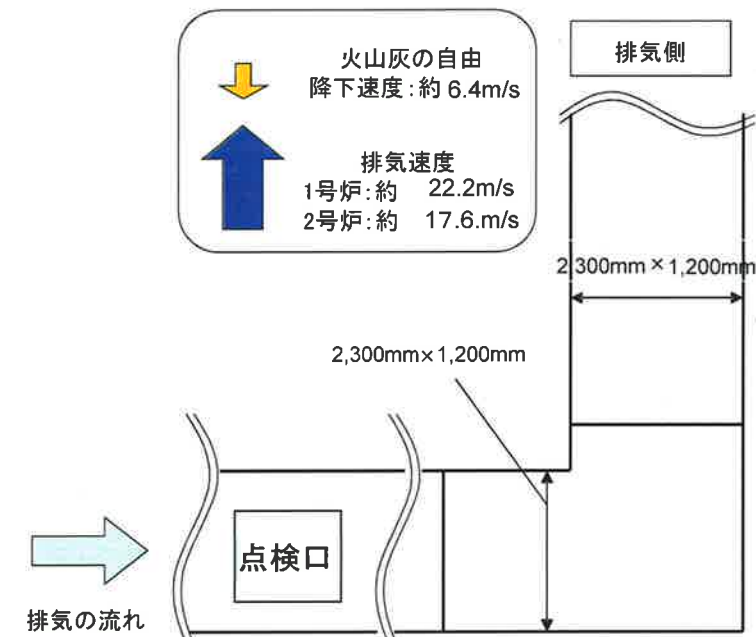 火山灰の自由
降下速度：約 6.4m/s
排気速度
1号炉：約 22.2m/s
2号炉：約 17.6.m/s
排気側
2,300mm×1,200mm
2,300mm×1,200mm
点検口
排気の流れ